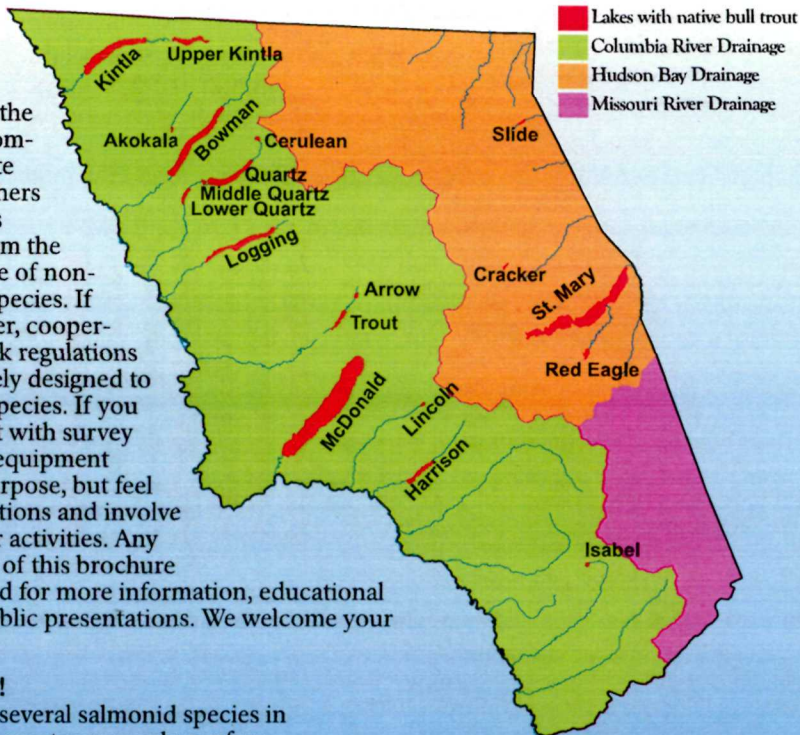 Lakes with native bull trout
Columbia River Drainage
Hudson Bay Drainage
Missouri River Drainage
Kintla
Upper Kintla
Akokala
Bowman
Cerulean
Quartz
Middle Quartz
Lower Quartz
Logging
Arrow
Trout
McDonald
Lincoln
Harrison
Isabel
Slide
Cracker
St. Mary
Red Eagle
the
om-
te
ners
s
m the
e of non-
pecies. If
er, cooper-
k regulations
ely designed to
pecies. If you
t with survey
equipment
rpose, but feel
tions and involve
r activities. Any
of this brochure
d for more information, educational
blic presentations. We welcome your
!
several salmonid species in